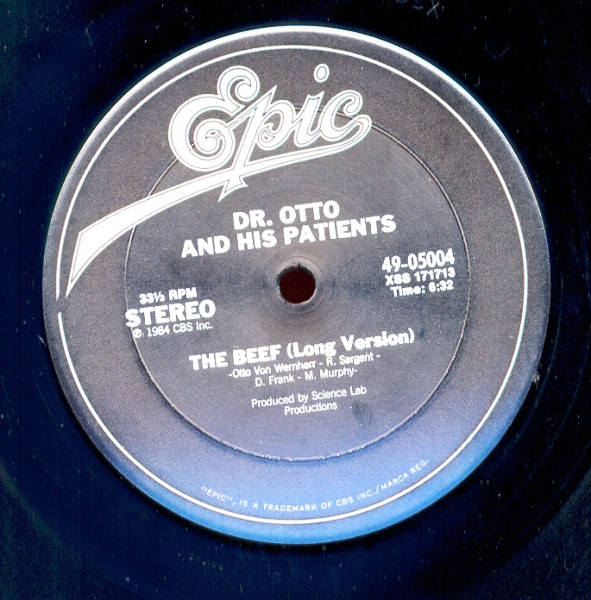 Epic
DR. OTTO
AND HIS PATIENTS
49-05004
XSS 171713
Time: 6:32
33⅓ RPM
STEREO
℗ 1984 CBS Inc.
THE BEEF (Long Version)
-Otto Von Wernherr - R. Sargent -
D. Frank - M. Murphy-
Produced by Science Lab
Productions
"EPIC", IS A TRADEMARK OF CBS INC./MARCA REG.